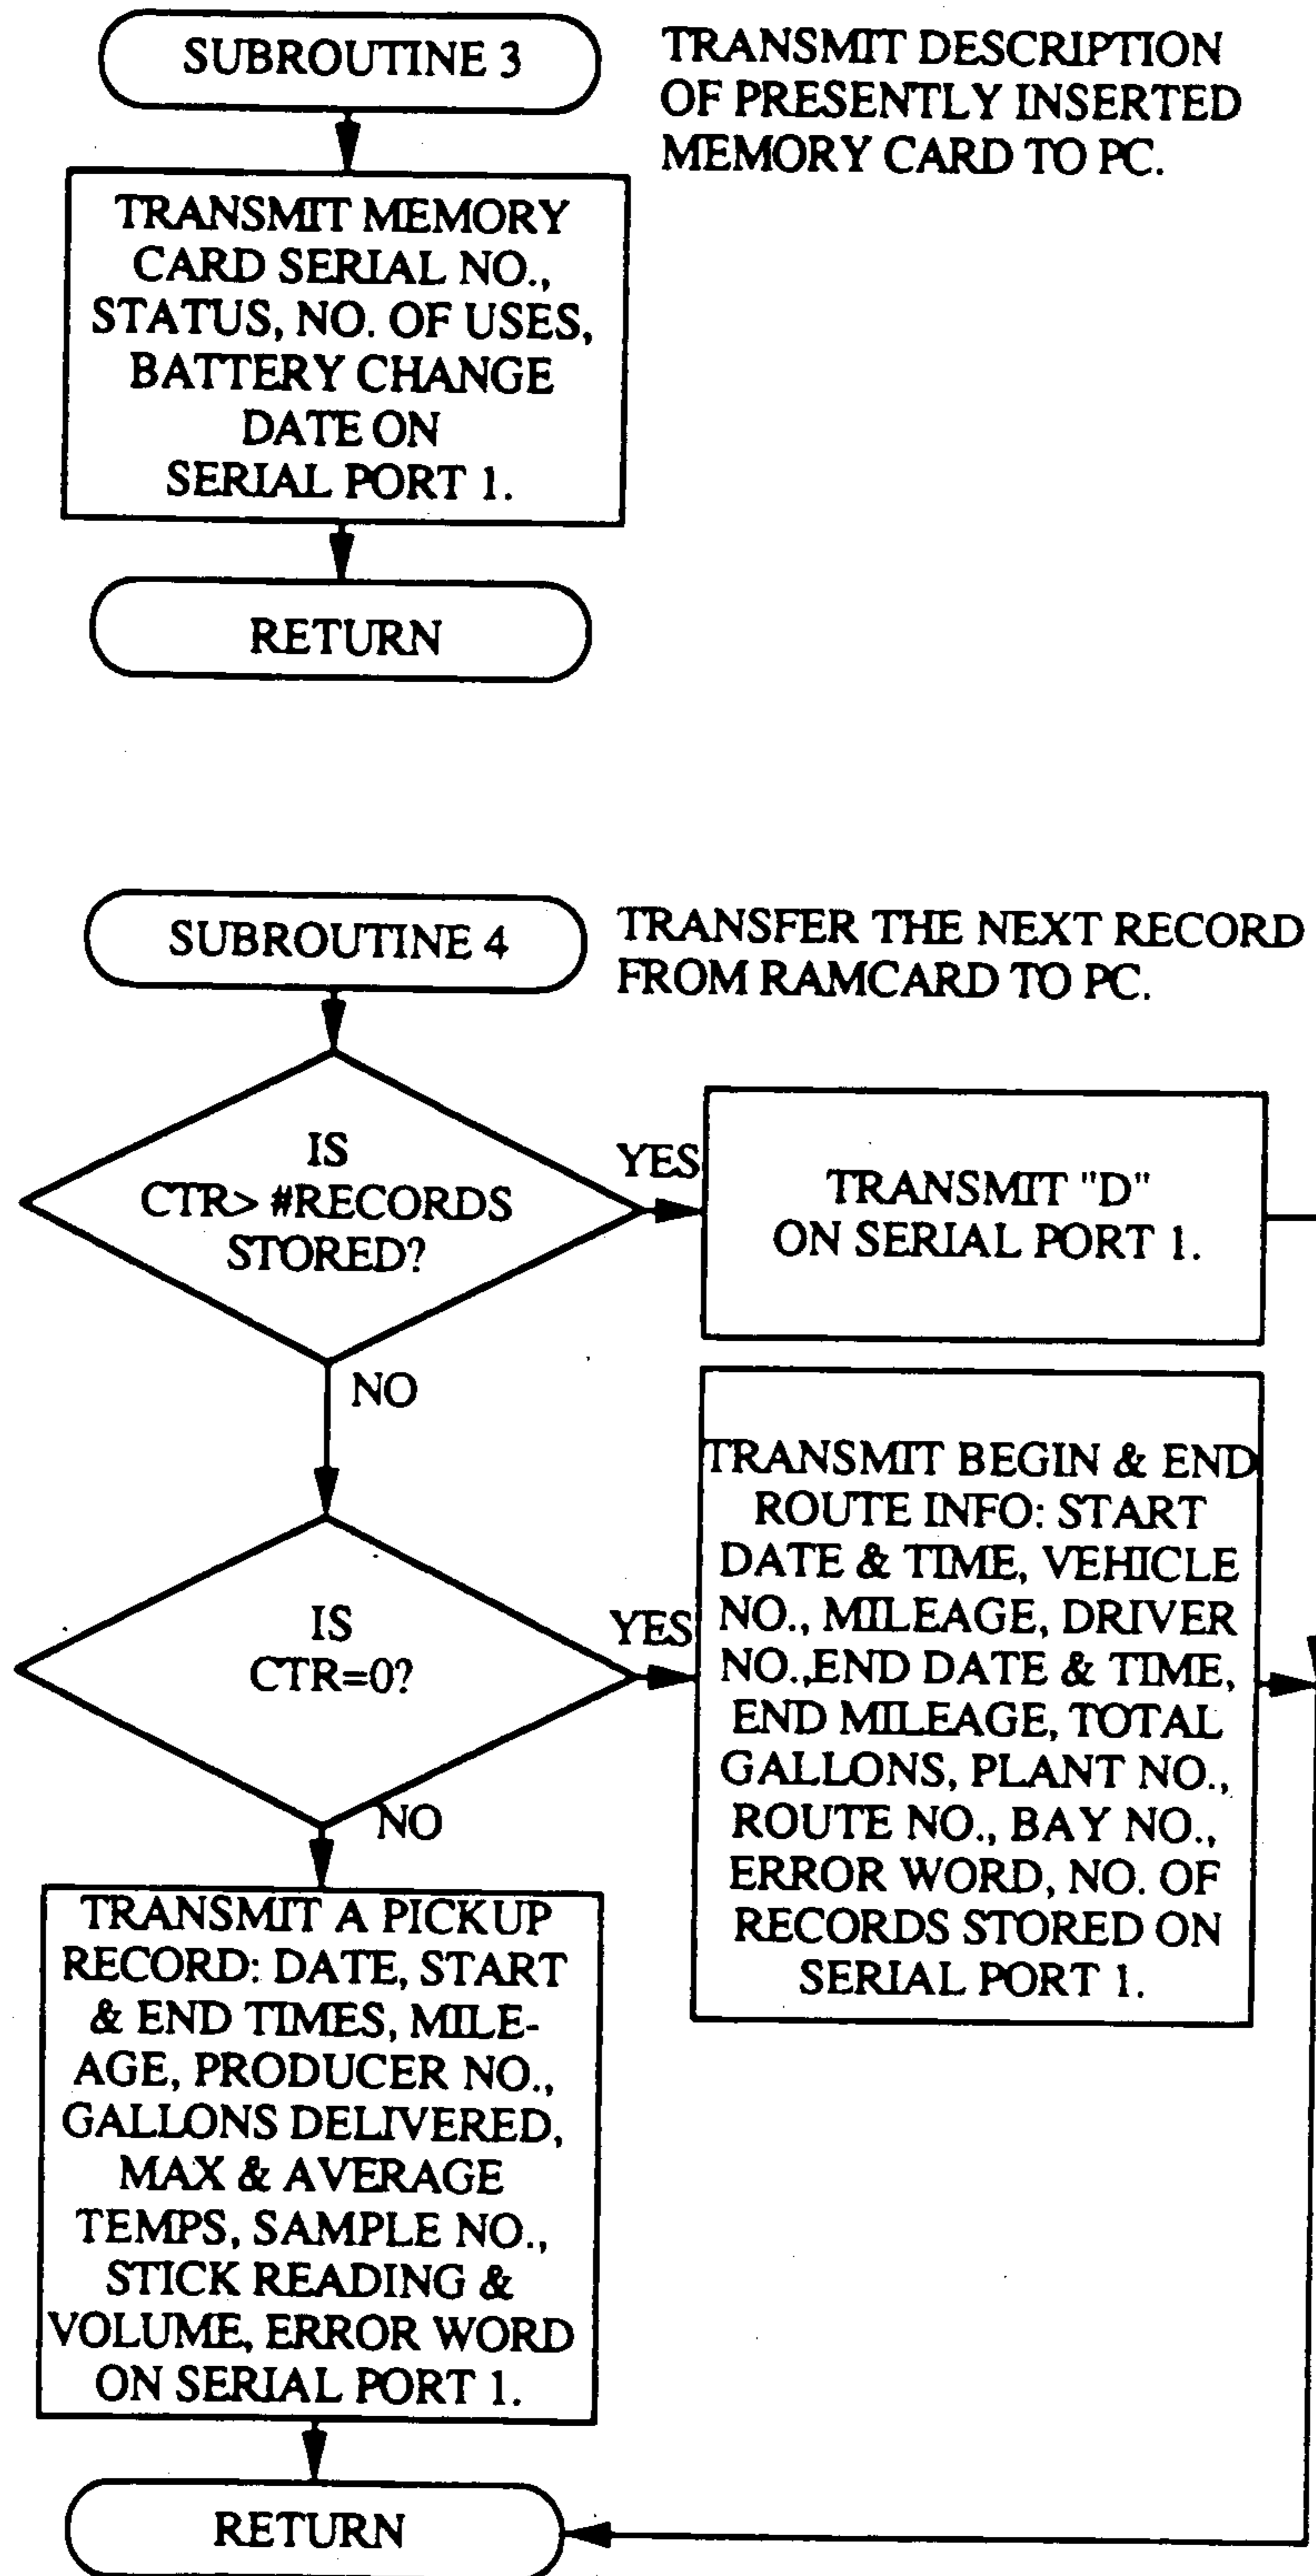 SUBROUTINE 3
TRANSMIT DESCRIPTION
OF PRESENTLY INSERTED
MEMORY CARD TO PC.
TRANSMIT MEMORY
CARD SERIAL NO.,
STATUS, NO. OF USES,
BATTERY CHANGE
DATE ON
SERIAL PORT 1.
RETURN
SUBROUTINE 4
TRANSFER THE NEXT RECORD
FROM RAMCARD TO PC.
IS
CTR> #RECORDS
STORED?
YES
TRANSMIT "D"
ON SERIAL PORT 1.
NO
IS
CTR=0?
YES
TRANSMIT BEGIN & END
ROUTE INFO: START
DATE & TIME, VEHICLE
NO., MILEAGE, DRIVER
NO.,END DATE & TIME,
END MILEAGE, TOTAL
GALLONS, PLANT NO.,
ROUTE NO., BAY NO.,
ERROR WORD, NO. OF
RECORDS STORED ON
SERIAL PORT 1.
NO
TRANSMIT A PICKUP
RECORD: DATE, START
& END TIMES, MILE-
AGE, PRODUCER NO.,
GALLONS DELIVERED,
MAX & AVERAGE
TEMPS, SAMPLE NO.,
STICK READING &
VOLUME, ERROR WORD
ON SERIAL PORT 1.
RETURN